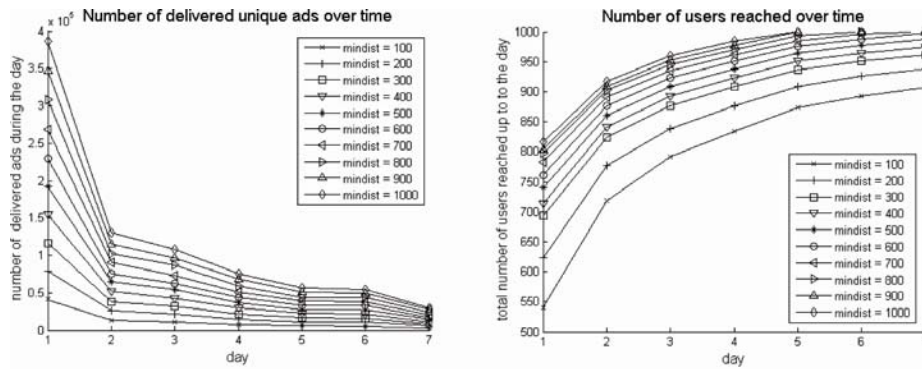 Number of delivered unique ads over time
x 10^5
4
3.5
3
2.5
2
1.5
1
0.5
0
number of delivered ads during the day
1 2 3 4 5 6 7
day
mindist = 100
mindist = 200
mindist = 300
mindist = 400
mindist = 500
mindist = 600
mindist = 700
mindist = 800
mindist = 900
mindist = 1000
Number of users reached over time
1000
950
900
850
800
750
700
650
600
550
500
total number of users reached up to to the day
1 2 3 4 5 6
day
mindist = 100
mindist = 200
mindist = 300
mindist = 400
mindist = 500
mindist = 600
mindist = 700
mindist = 800
mindist = 900
mindist = 1000